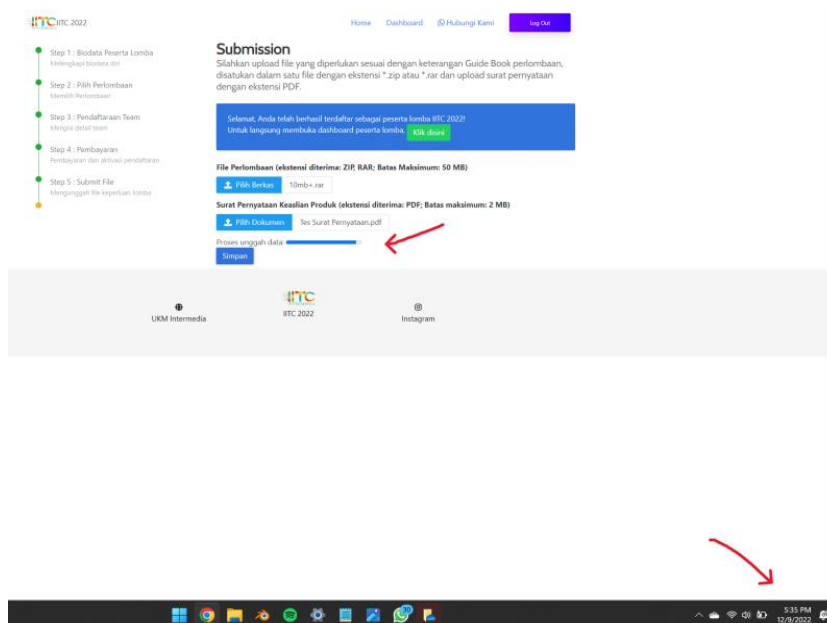 IITC IITC 2022
Home Dashboard Hubungi Kami Log Out
Step 1 : Biodata Peserta Lomba
Melengkapi biodata diri
Step 2 : Pilih Perlombaan
Memilih Perlombaan
Step 3 : Pendaftaraan Team
Mengisi detail team
Step 4 : Pembayaran
Pembayaran dan aktivasi pendaftaran
Step 5 : Submit File
Mengunggah file keperluan lomba
Submission
Silahkan upload file yang diperlukan sesuai dengan keterangan Guide Book perlombaan,
disatukan dalam satu file dengan ekstensi *.zip atau *.rar dan upload surat pernyataan
dengan ekstensi PDF.
Selamat, Anda telah berhasil terdaftar sebagai peserta lomba IITC 2022!
Untuk langsung membuka dashboard peserta lomba, Klik disini
File Perlombaan (ekstensi diterima: ZIP, RAR; Batas Maksimum: 50 MB)
Pilih Berkas 10mb+.rar
Surat Pernyataan Keaslian Produk (ekstensi diterima: PDF; Batas maksimum: 2 MB)
Pilih Dokumen Tes Surat Pernyataan.pdf
Proses unggah data:
Simpan
UKM Intermedia
IITC
IITC 2022
Instagram
30
5:35 PM
12/9/2022